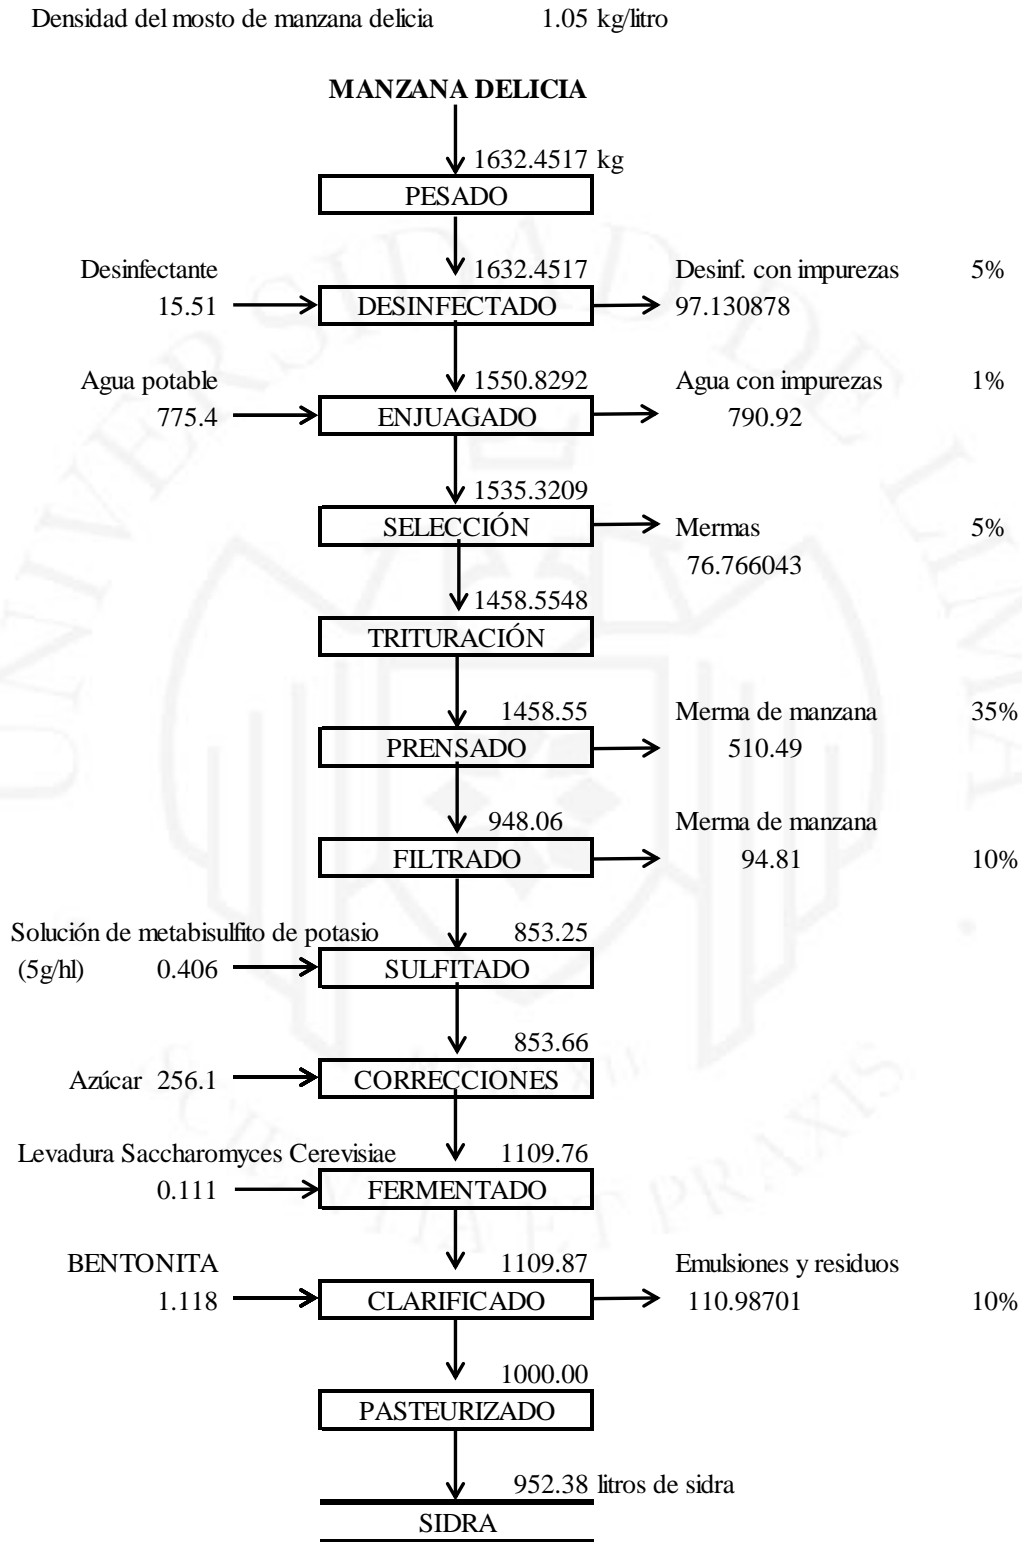 Densidad del mosto de manzana delicia 1.05 kg/litro
MANZANA DELICIA
1632.4517 kg
PESADO
Desinfectante 1632.4517 Desinf. con impurezas 5%
15.51 DESINFECTADO 97.130878
Agua potable 1550.8292 Agua con impurezas 1%
775.4 ENJUAGADO 790.92
1535.3209
SELECCIÓN Mermas 5%
76.766043
1458.5548
TRITURACIÓN
1458.55 Merma de manzana 35%
PRENSADO 510.49
948.06 Merma de manzana
FILTRADO 94.81 10%
Solución de metabisulfito de potasio 853.25
(5g/hl) 0.406 SULFITADO
853.66
Azúcar 256.1 CORRECCIONES
Levadura Saccharomyces Cerevisiae 1109.76
0.111 FERMENTADO
BENTONITA 1109.87 Emulsiones y residuos
1.118 CLARIFICADO 110.98701 10%
1000.00
PASTEURIZADO
952.38 litros de sidra
SIDRA
UNIVERSIDAD DE LIMA
SCIENTIA ET PRAXIS